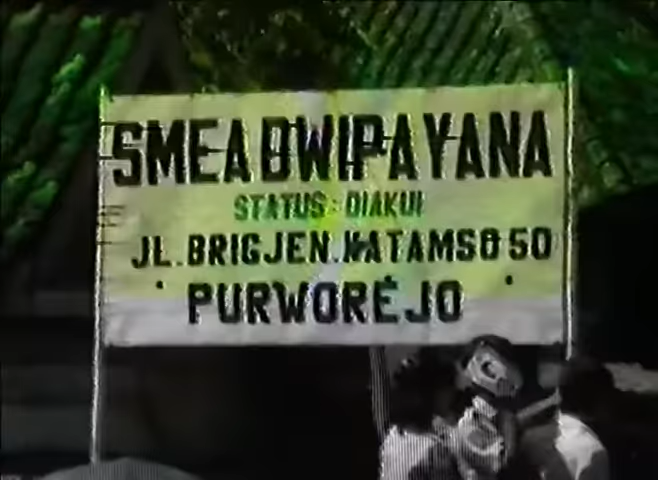 SMEA DWIPAYANA
STATUS : DIAKUI
JL. BRIGJEN. KATAMSO 50
PURWOREJO